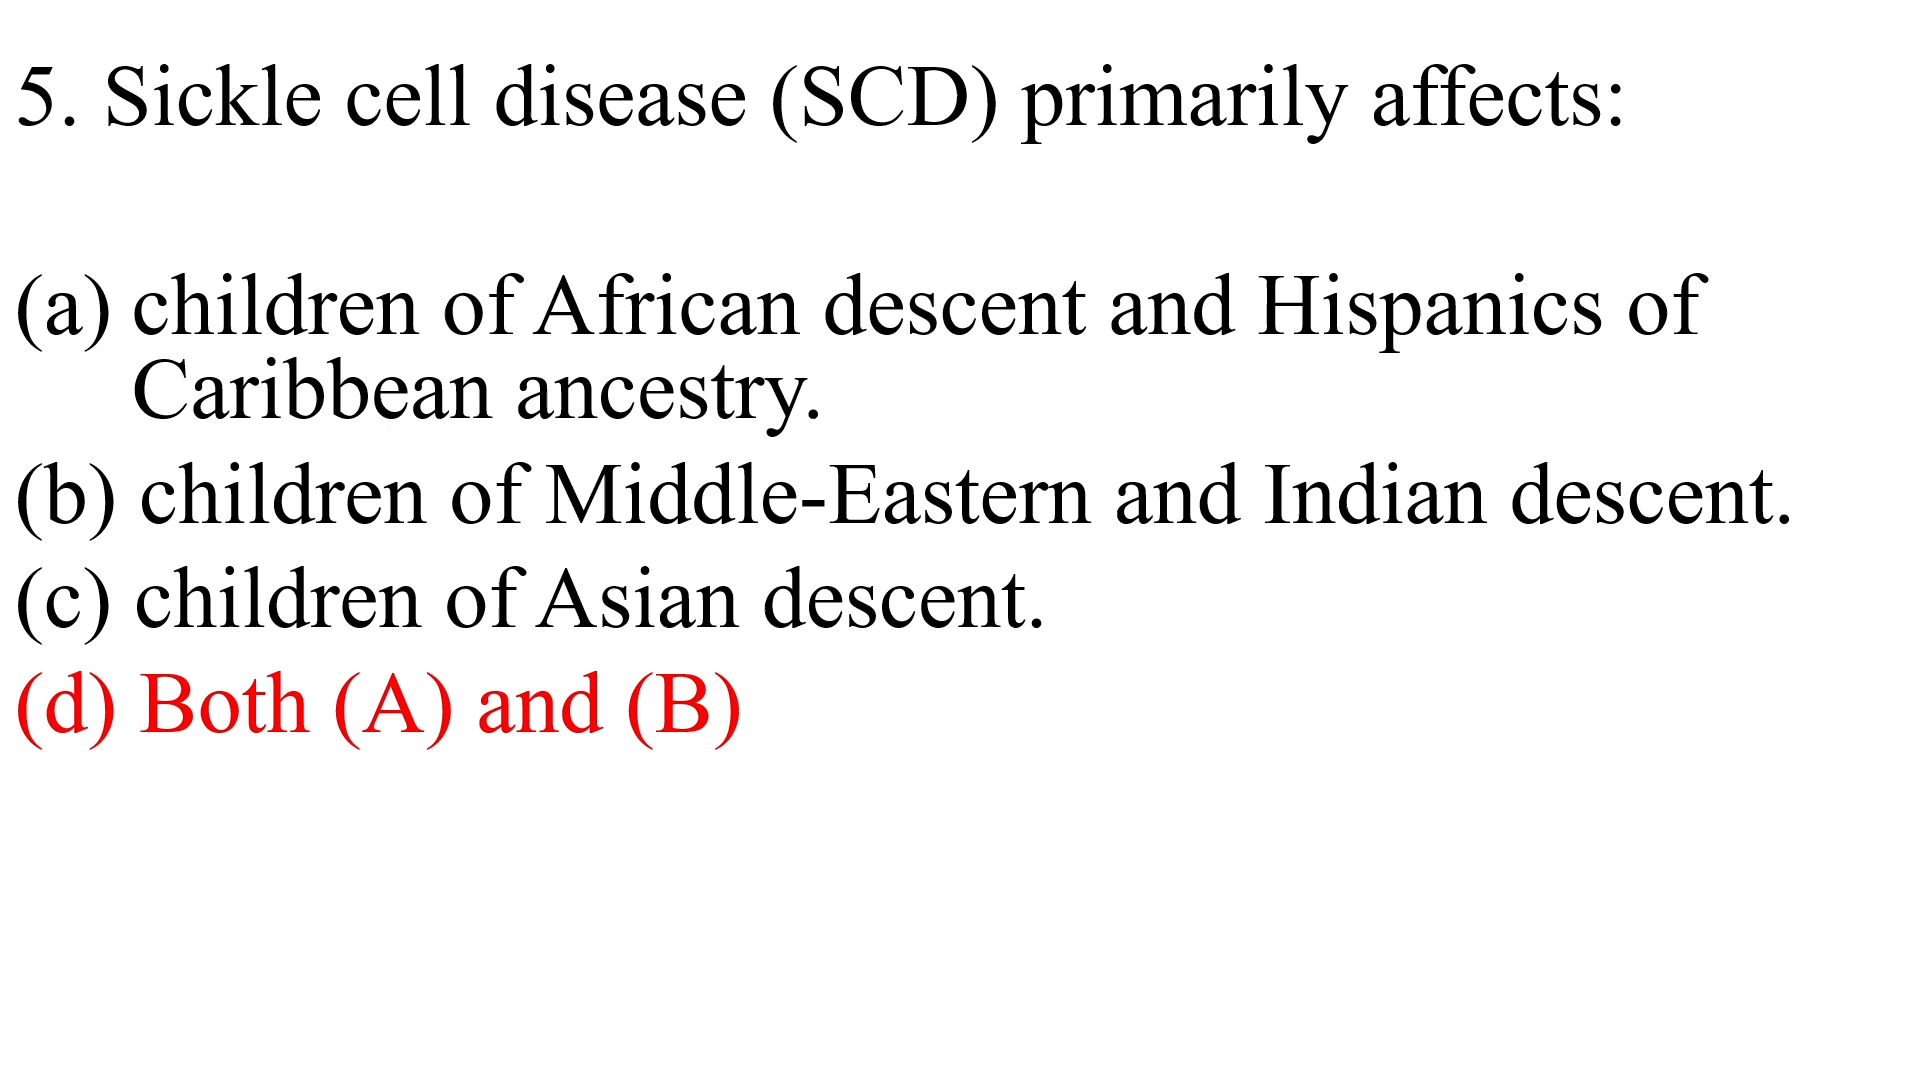 5. Sickle cell disease (SCD) primarily affects:
(a) children of African descent and Hispanics of
Caribbean ancestry.
(b) children of Middle-Eastern and Indian descent.
(c) children of Asian descent.
(d) Both (A) and (B)